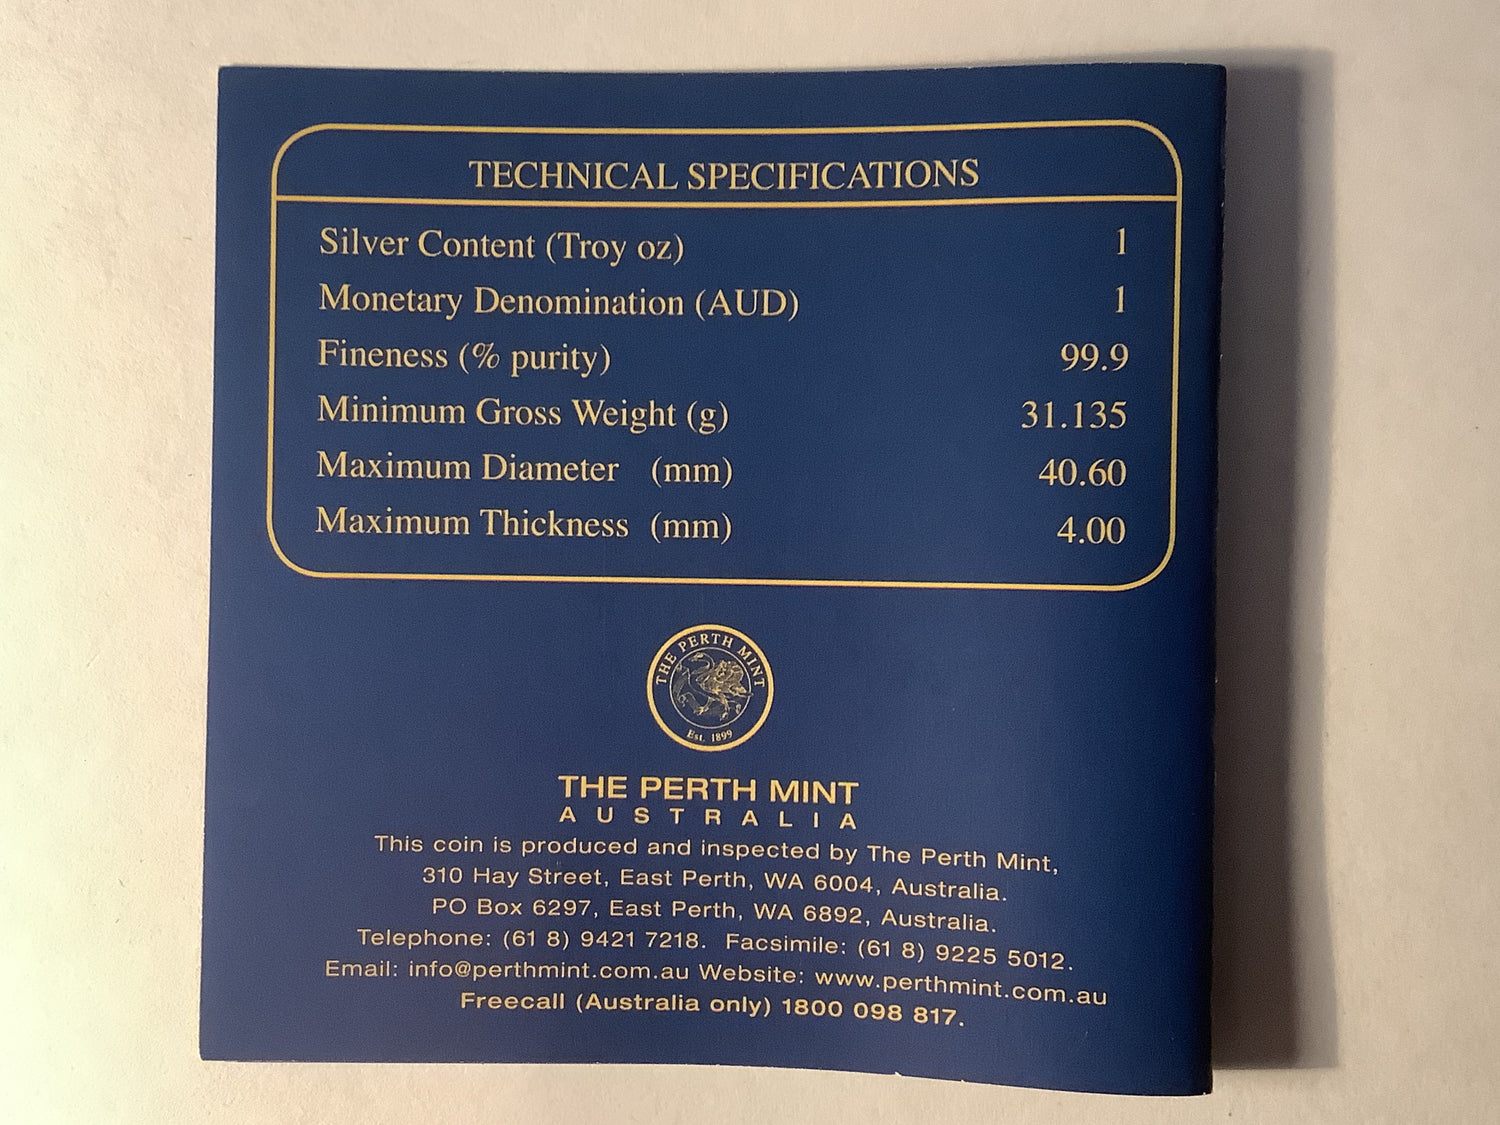 TECHNICAL SPECIFICATIONS
Silver Content (Troy oz) 1
Monetary Denomination (AUD) 1
Fineness (% purity) 99.9
Minimum Gross Weight (g) 31.135
Maximum Diameter (mm) 40.60
Maximum Thickness (mm) 4.00
THE PERTH MINT
Est. 1899
THE PERTH MINT
AUSTRALIA
This coin is produced and inspected by The Perth Mint,
310 Hay Street, East Perth, WA 6004, Australia.
PO Box 6297, East Perth, WA 6892, Australia.
Telephone: (61 8) 9421 7218. Facsimile: (61 8) 9225 5012.
Email: info@perthmint.com.au Website: www.perthmint.com.au
Freecall (Australia only) 1800 098 817.